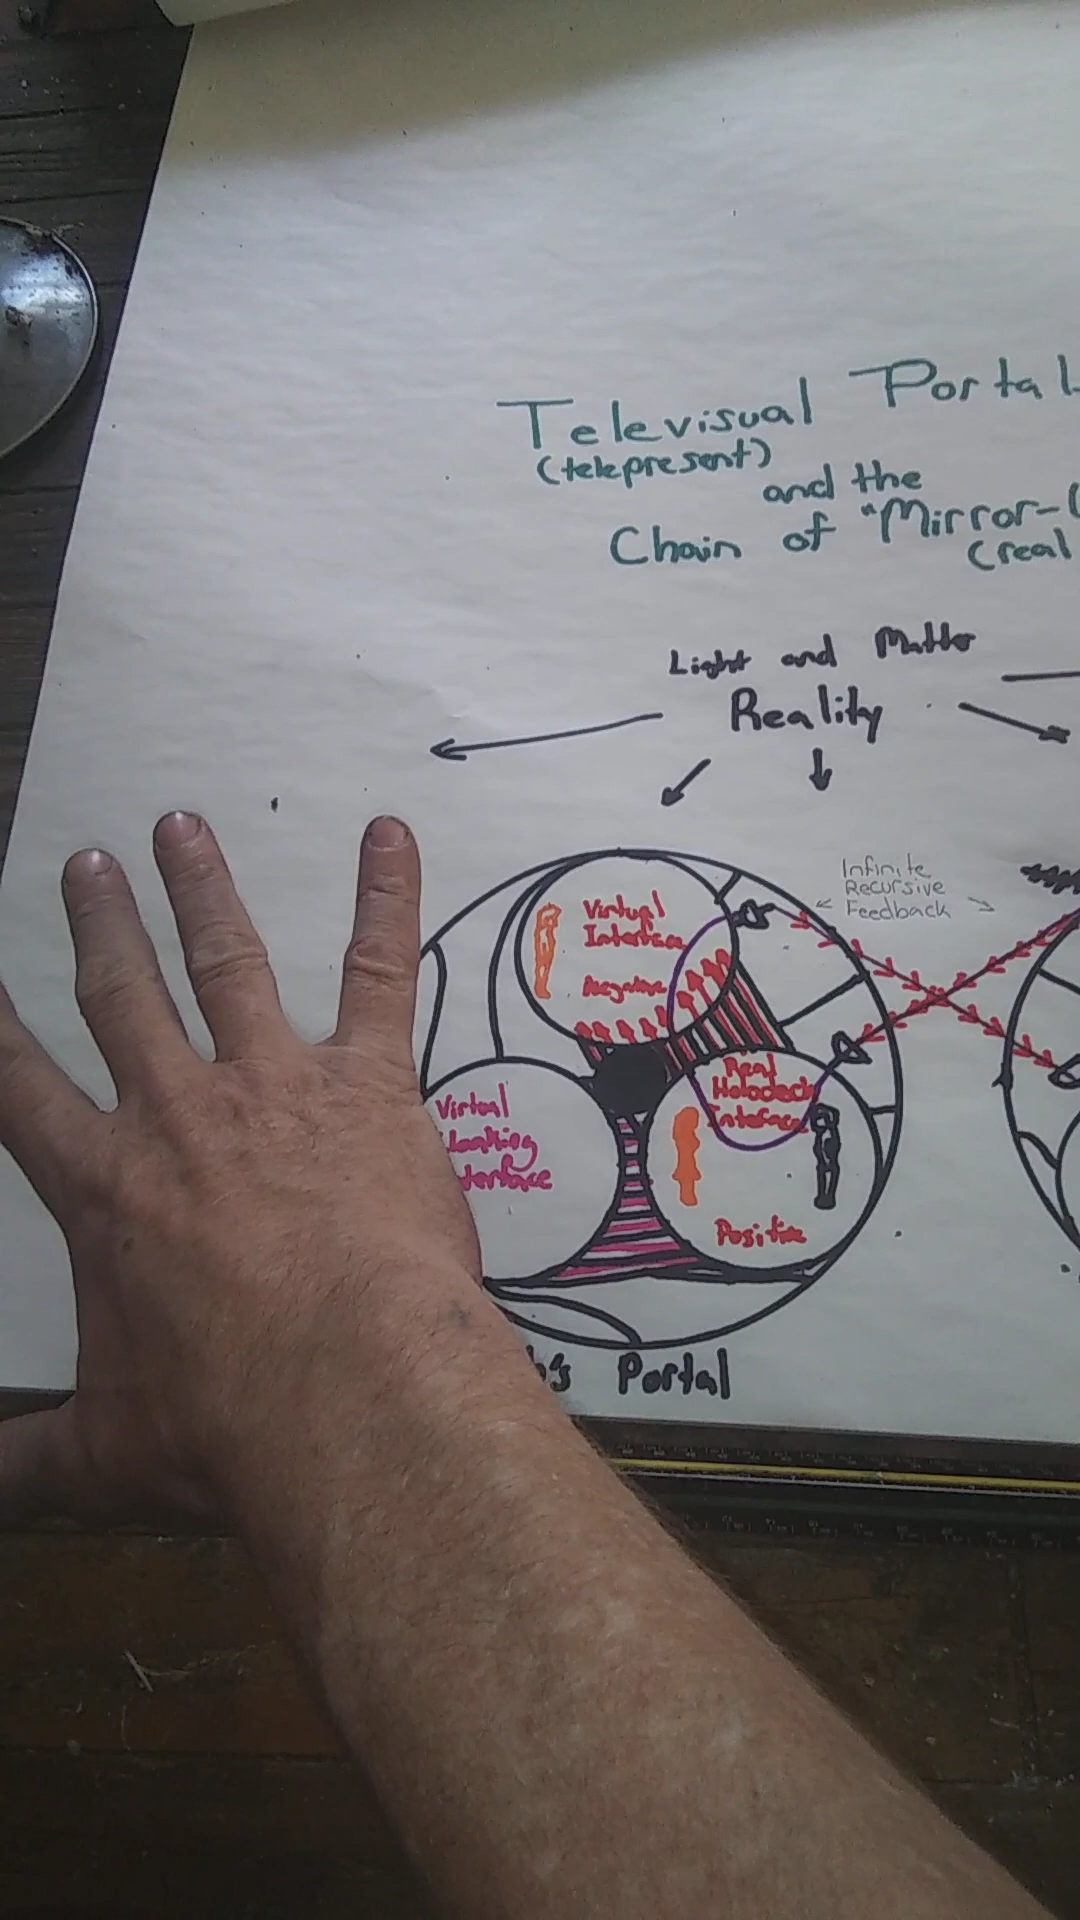 Televisual Portal
(telepresent)
and the
Chain of "Mirror-
(real
Light and Matter
Reality
Infinite
Recursive
Feedback
Virtual
Interface
Negative
Real
Holodeck
Interface
Positive
Virtual
b's Portal